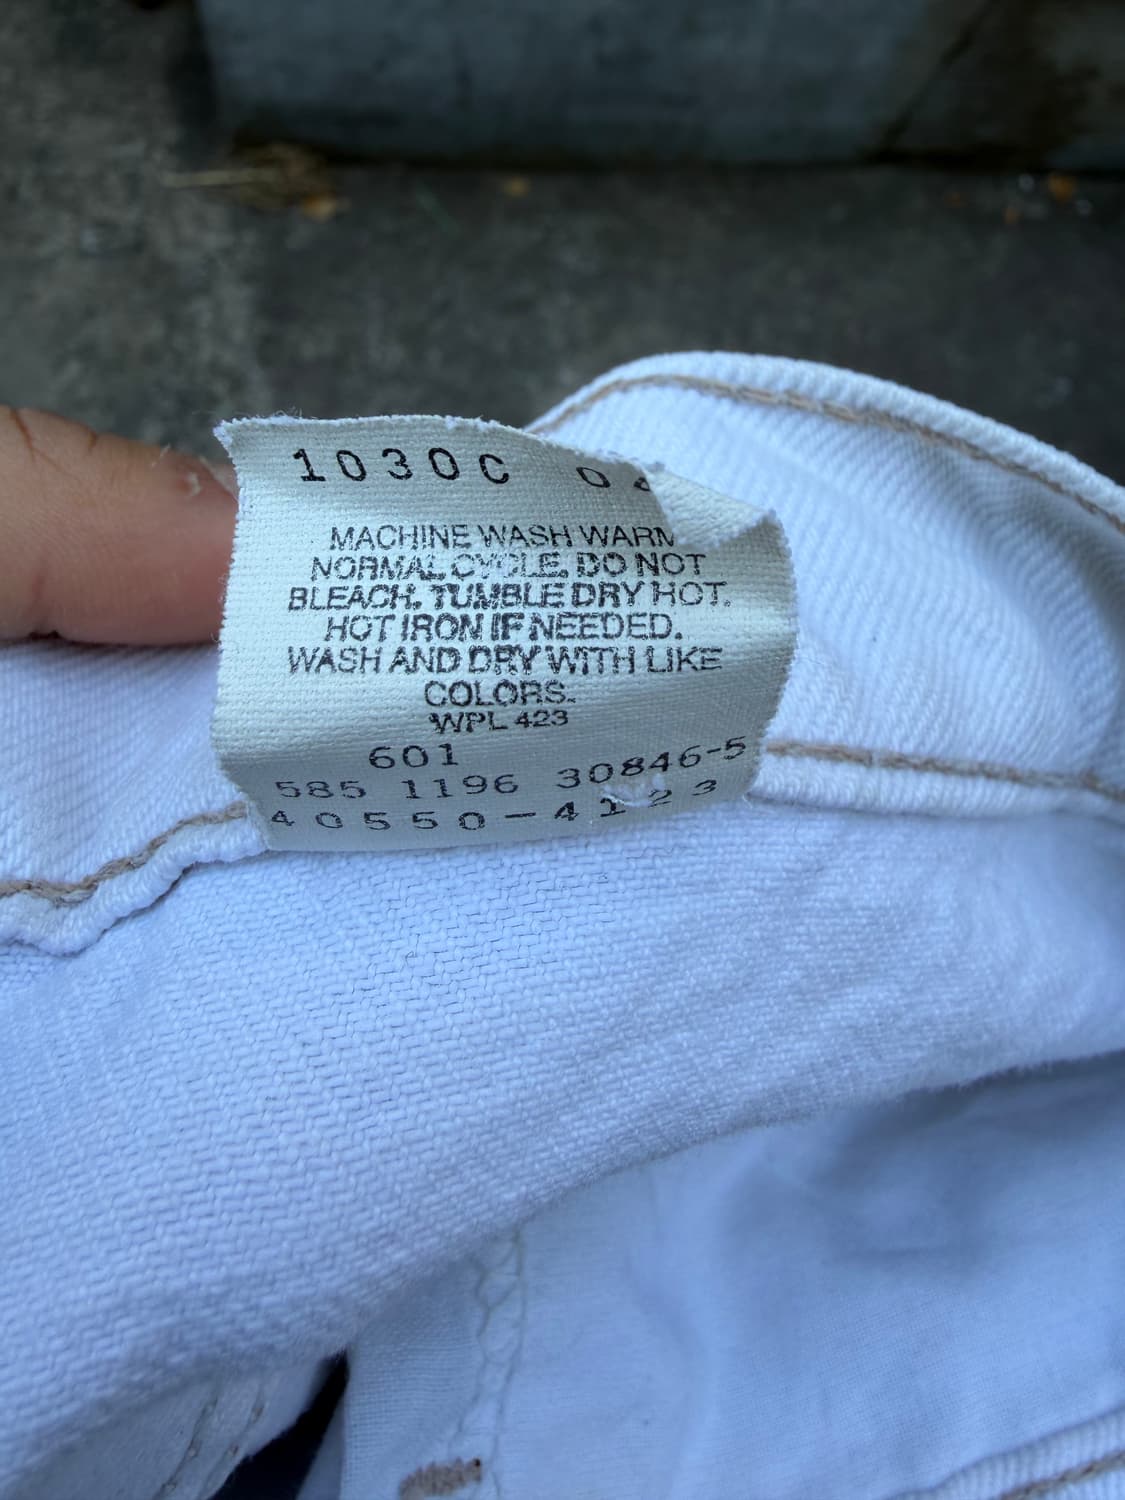 1030C 02
MACHINE WASH WARM
NORMAL CYCLE. DO NOT
BLEACH. TUMBLE DRY HOT.
HOT IRON IF NEEDED.
WASH AND DRY WITH LIKE
COLORS.
WPL 423
601
585 1196 30846-5
40550-4123